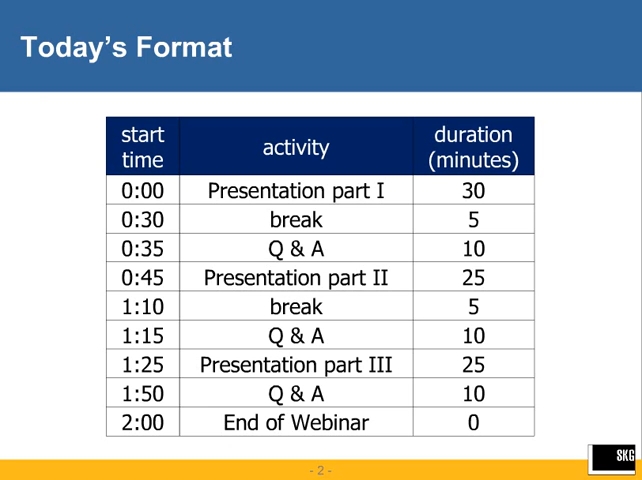 Today's Format
start time activity duration (minutes)
0:00 Presentation part I 30
0:30 break 5
0:35 Q & A 10
0:45 Presentation part II 25
1:10 break 5
1:15 Q & A 10
1:25 Presentation part III 25
1:50 Q & A 10
2:00 End of Webinar 0
SKG
- 2 -